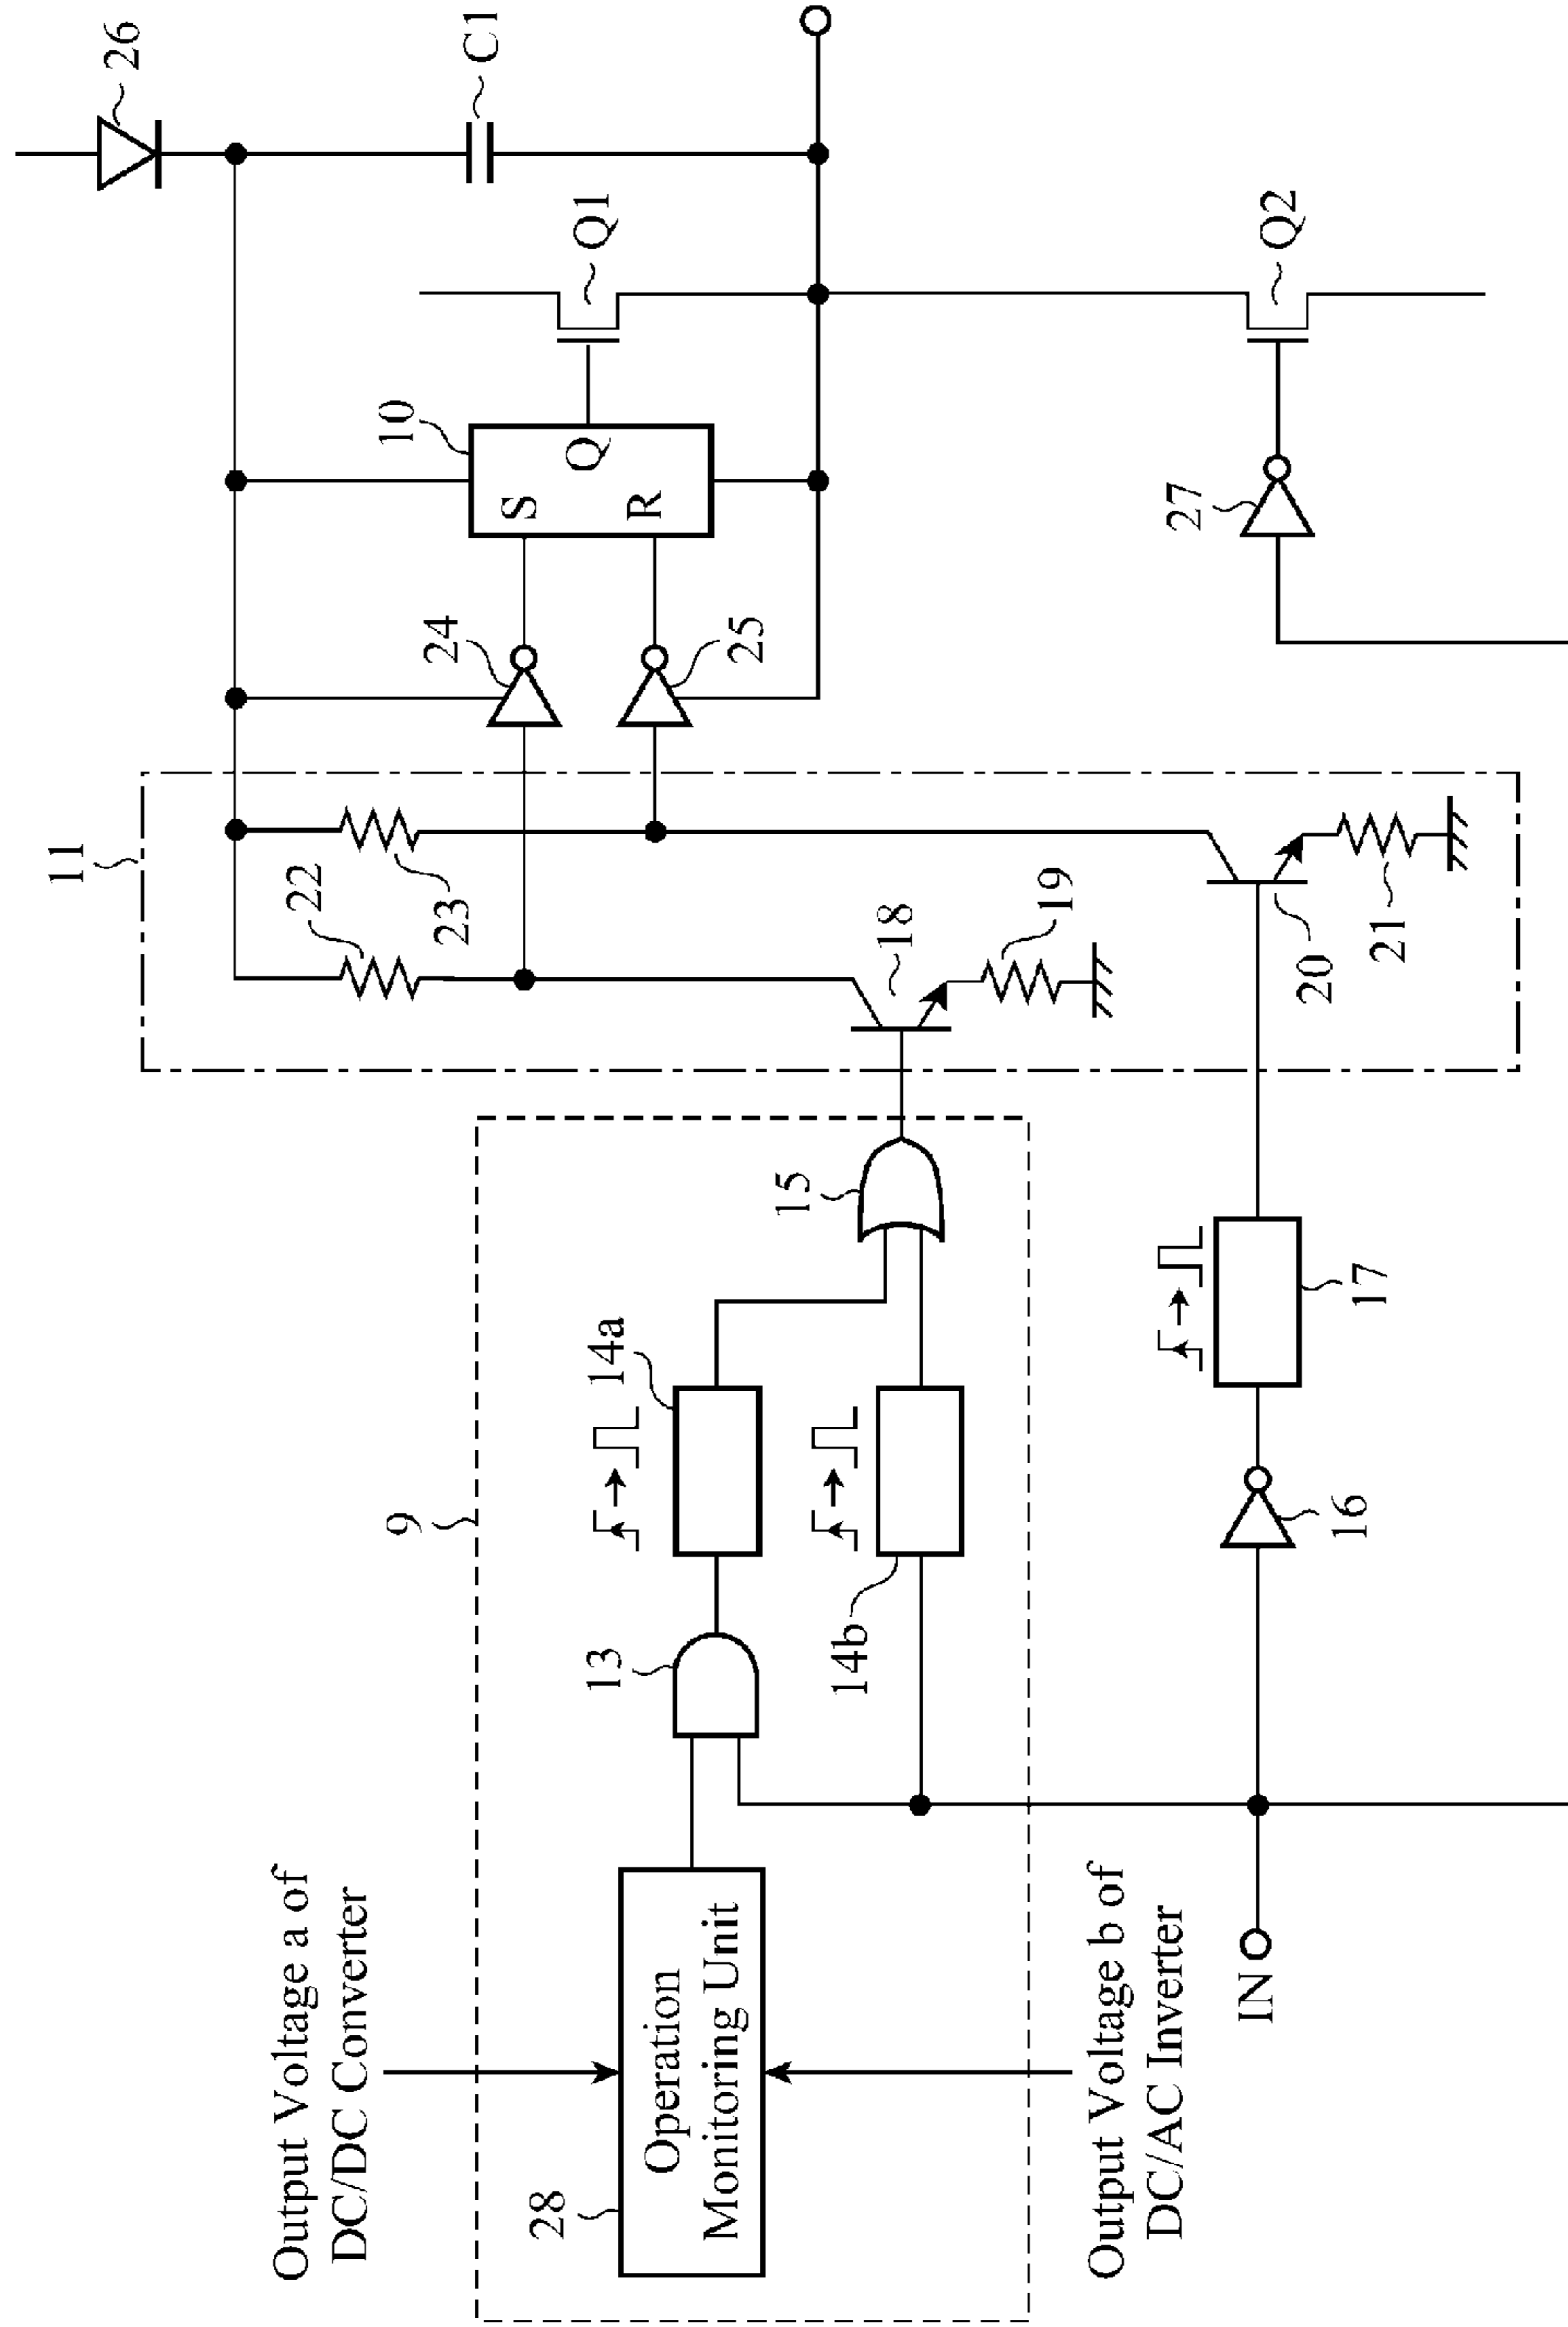 Output Voltage a of
DC/DC Converter
28
Operation
Monitoring Unit
Output Voltage b of
DC/AC Inverter
IN
9
13
14a
14b
15
16
17
11
22
23
18
19
20
21
24
25
10
S
R
Q
27
Q1
Q2
26
C1